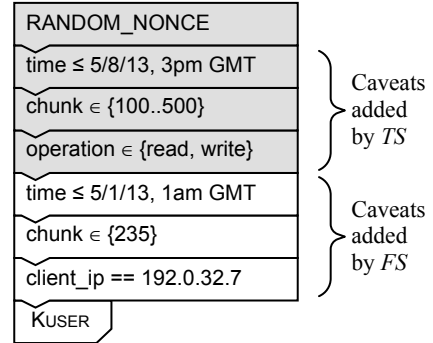 RANDOM_NONCE
time ≤ 5/8/13, 3pm GMT
chunk ∈ {100..500}
operation ∈ {read, write}
Caveats
added
by TS
time ≤ 5/1/13, 1am GMT
chunk ∈ {235}
client_ip == 192.0.32.7
Caveats
added
by FS
KUSER